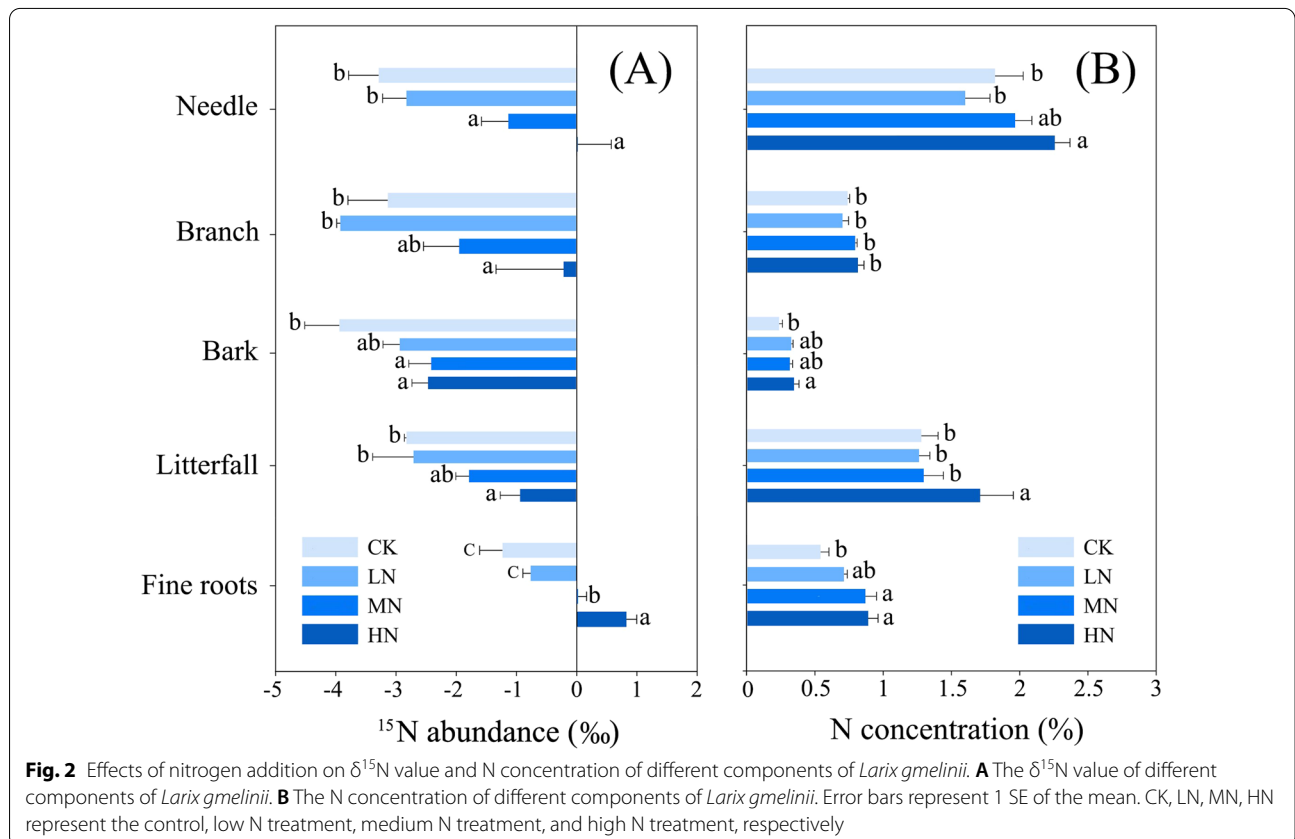 (A)
(B)
Needle
b
b
a
a
b
b
ab
a
Branch
b
b
ab
a
b
b
b
b
Bark
b
ab
a
a
b
ab
ab
a
Litterfall
b
b
ab
a
b
b
b
a
Fine roots
c
c
b
a
b
ab
a
a
CK
LN
MN
HN
CK
LN
MN
HN
-5 -4 -3 -2 -1 0 1 2
0 0.5 1 1.5 2 2.5 3
¹⁵N abundance (‰)
N concentration (%)
Fig. 2 Effects of nitrogen addition on δ¹⁵N value and N concentration of different components of Larix gmelinii. A The δ¹⁵N value of different
components of Larix gmelinii. B The N concentration of different components of Larix gmelinii. Error bars represent 1 SE of the mean. CK, LN, MN, HN
represent the control, low N treatment, medium N treatment, and high N treatment, respectively